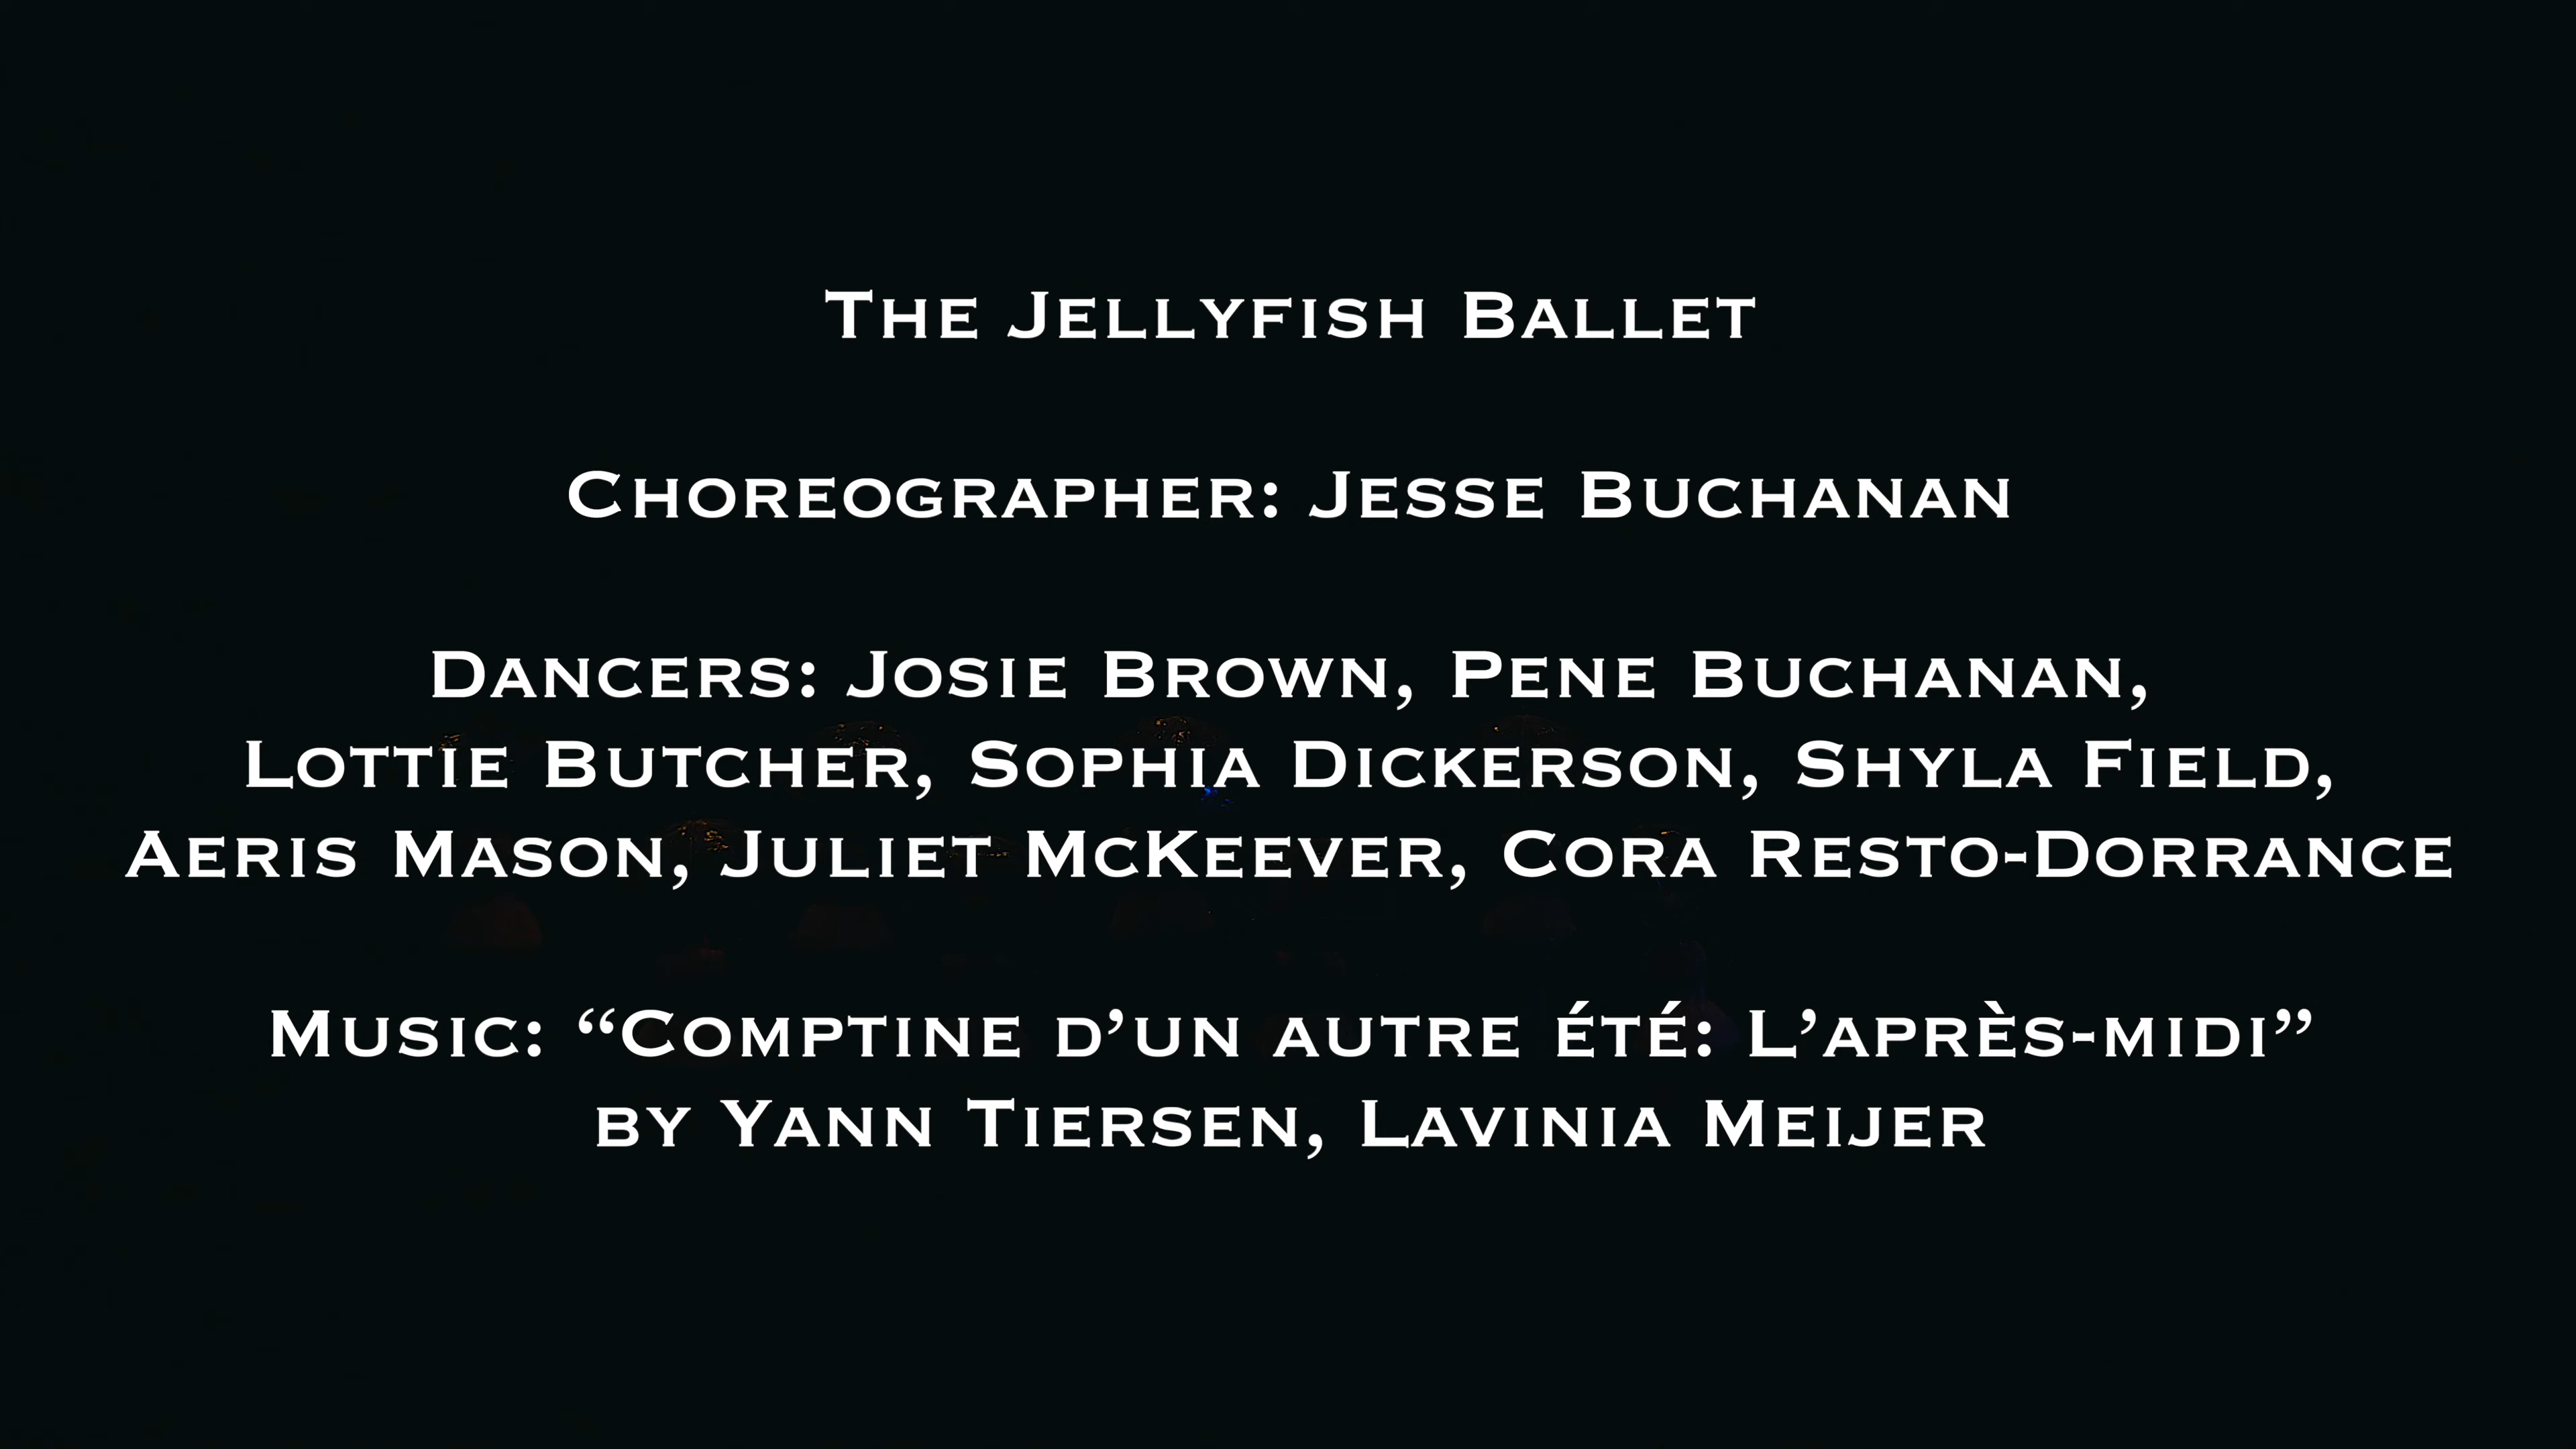 The Jellyfish Ballet
Choreographer: Jesse Buchanan
Dancers: Josie Brown, Pene Buchanan,
Lottie Butcher, Sophia Dickerson, Shyla Field,
Aeris Mason, Juliet McKeever, Cora Resto-Dorrance
Music: “Comptine d’un autre été: L’après-midi”
by Yann Tiersen, Lavinia Meijer